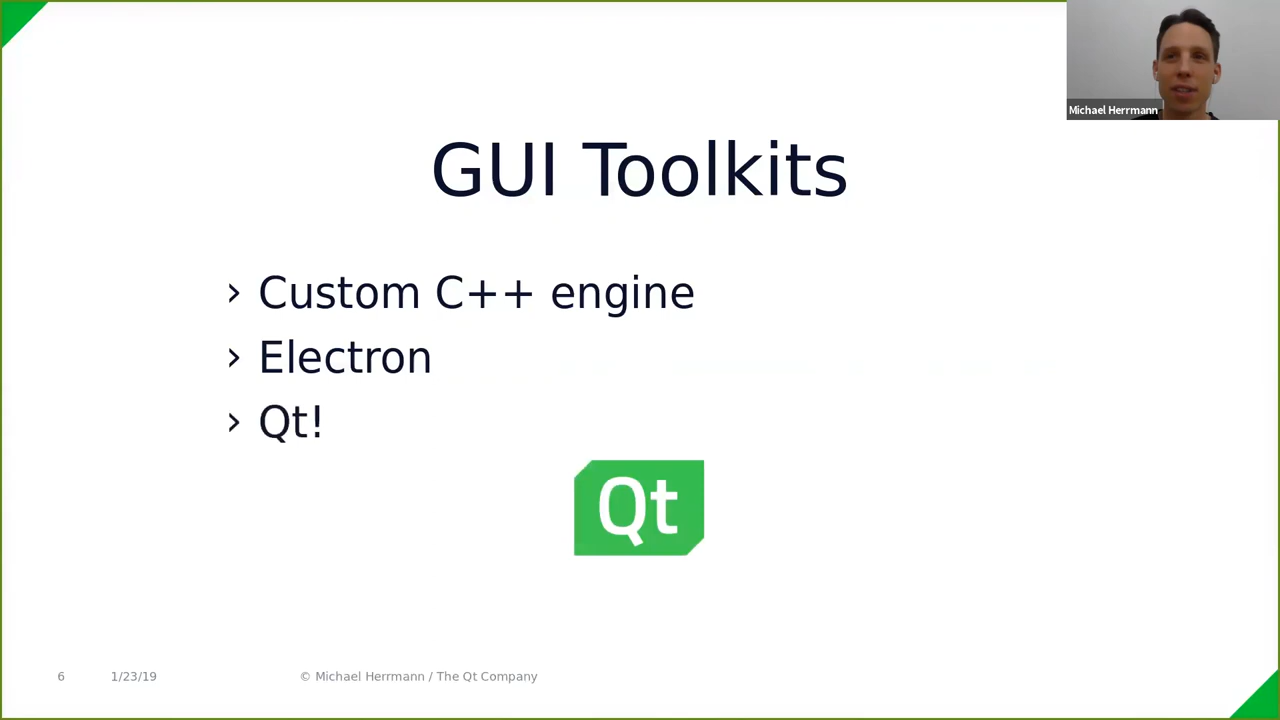 Michael Herrmann
GUI Toolkits
› Custom C++ engine
› Electron
› Qt!
Qt
6 1/23/19 © Michael Herrmann / The Qt Company